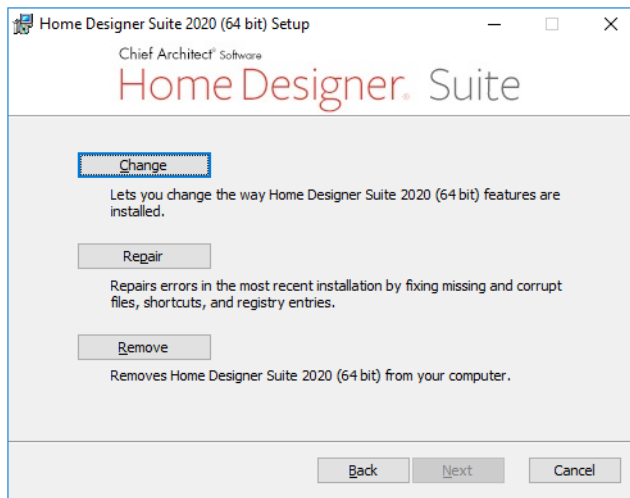 Home Designer Suite 2020 (64 bit) Setup
Chief Architect® Software
Home Designer® Suite
Change
Lets you change the way Home Designer Suite 2020 (64 bit) features are
installed.
Repair
Repairs errors in the most recent installation by fixing missing and corrupt
files, shortcuts, and registry entries.
Remove
Removes Home Designer Suite 2020 (64 bit) from your computer.
Back Next Cancel